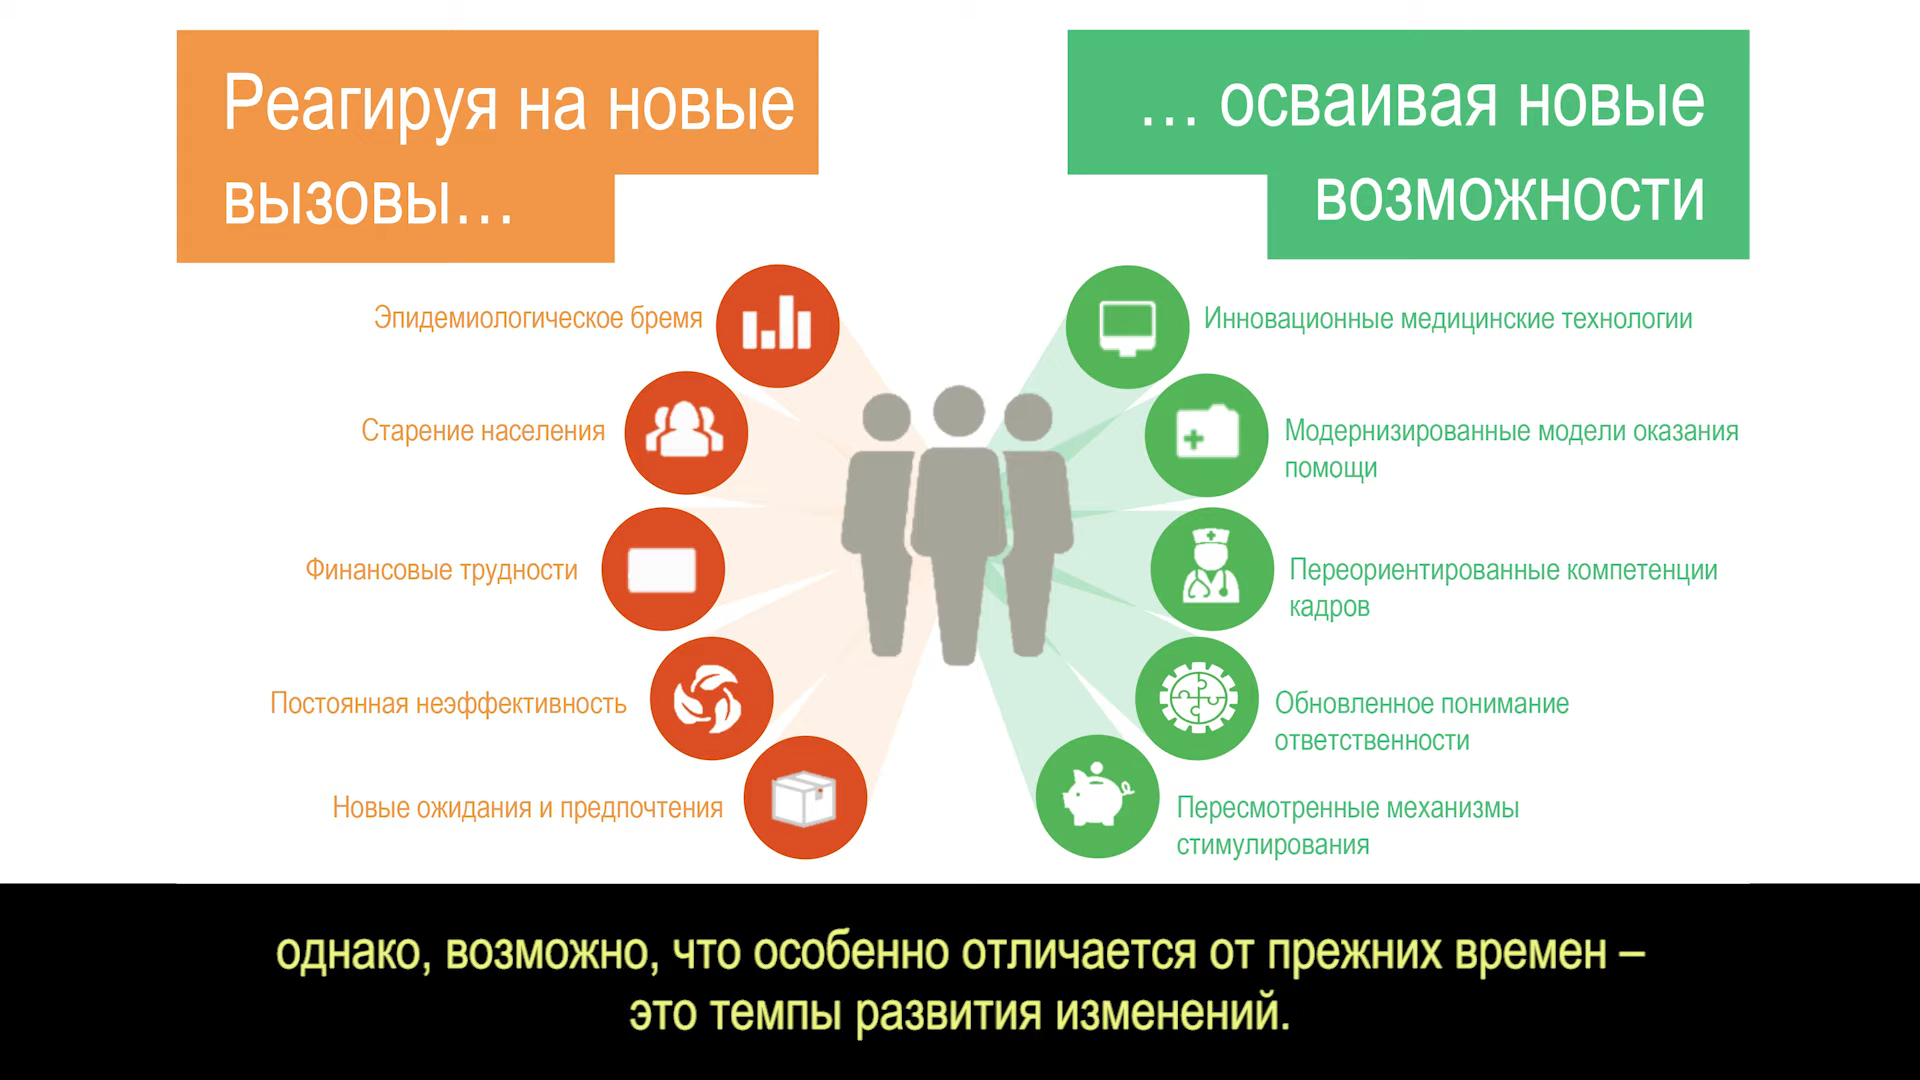 Реагируя на новые
вызовы…
… осваивая новые
возможности
Эпидемиологическое бремя
Старение населения
Финансовые трудности
Постоянная неэффективность
Новые ожидания и предпочтения
Инновационные медицинские технологии
Модернизированные модели оказания
помощи
Переориентированные компетенции
кадров
Обновленное понимание
ответственности
Пересмотренные механизмы
стимулирования
однако, возможно, что особенно отличается от прежних времен –
это темпы развития изменений.